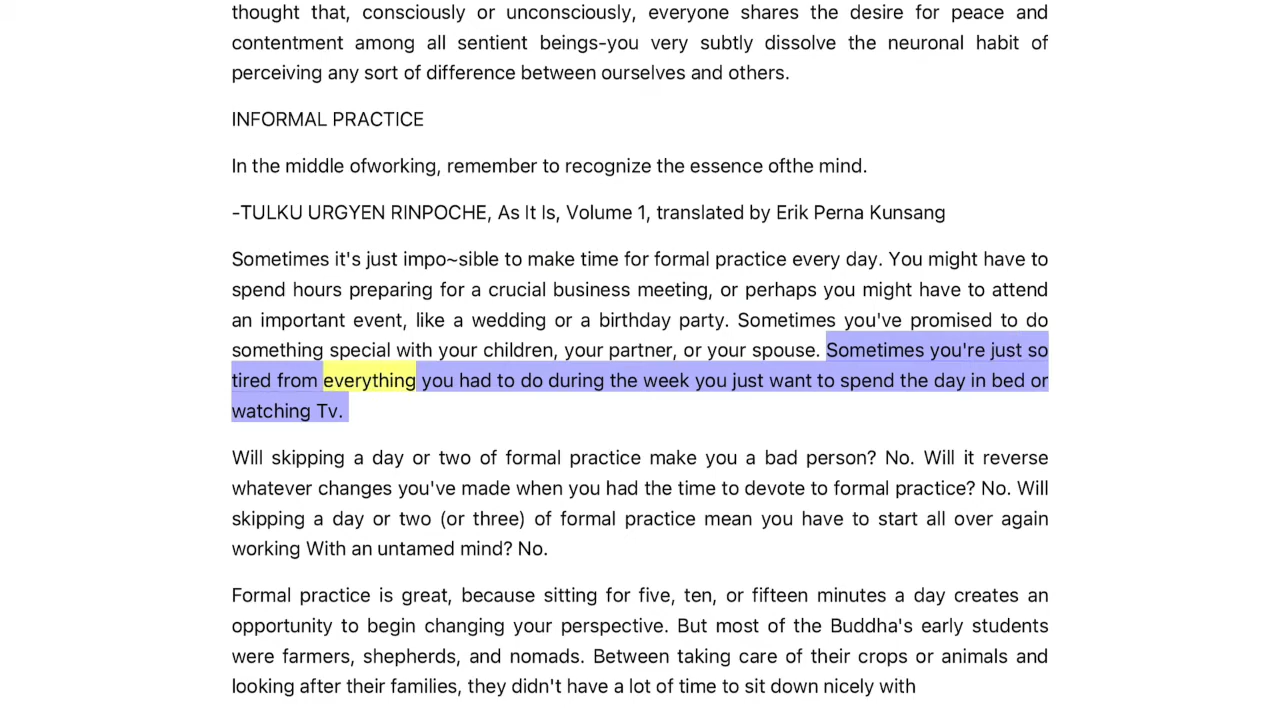 thought that, consciously or unconsciously, everyone shares the desire for peace and
contentment among all sentient beings-you very subtly dissolve the neuronal habit of
perceiving any sort of difference between ourselves and others.
INFORMAL PRACTICE
In the middle ofworking, remember to recognize the essence ofthe mind.
-TULKU URGYEN RINPOCHE, As It Is, Volume 1, translated by Erik Perna Kunsang
Sometimes it's just impo~sible to make time for formal practice every day. You might have to
spend hours preparing for a crucial business meeting, or perhaps you might have to attend
an important event, like a wedding or a birthday party. Sometimes you've promised to do
something special with your children, your partner, or your spouse. Sometimes you're just so
tired from everything you had to do during the week you just want to spend the day in bed or
watching Tv.
Will skipping a day or two of formal practice make you a bad person? No. Will it reverse
whatever changes you've made when you had the time to devote to formal practice? No. Will
skipping a day or two (or three) of formal practice mean you have to start all over again
working With an untamed mind? No.
Formal practice is great, because sitting for five, ten, or fifteen minutes a day creates an
opportunity to begin changing your perspective. But most of the Buddha's early students
were farmers, shepherds, and nomads. Between taking care of their crops or animals and
looking after their families, they didn't have a lot of time to sit down nicely with